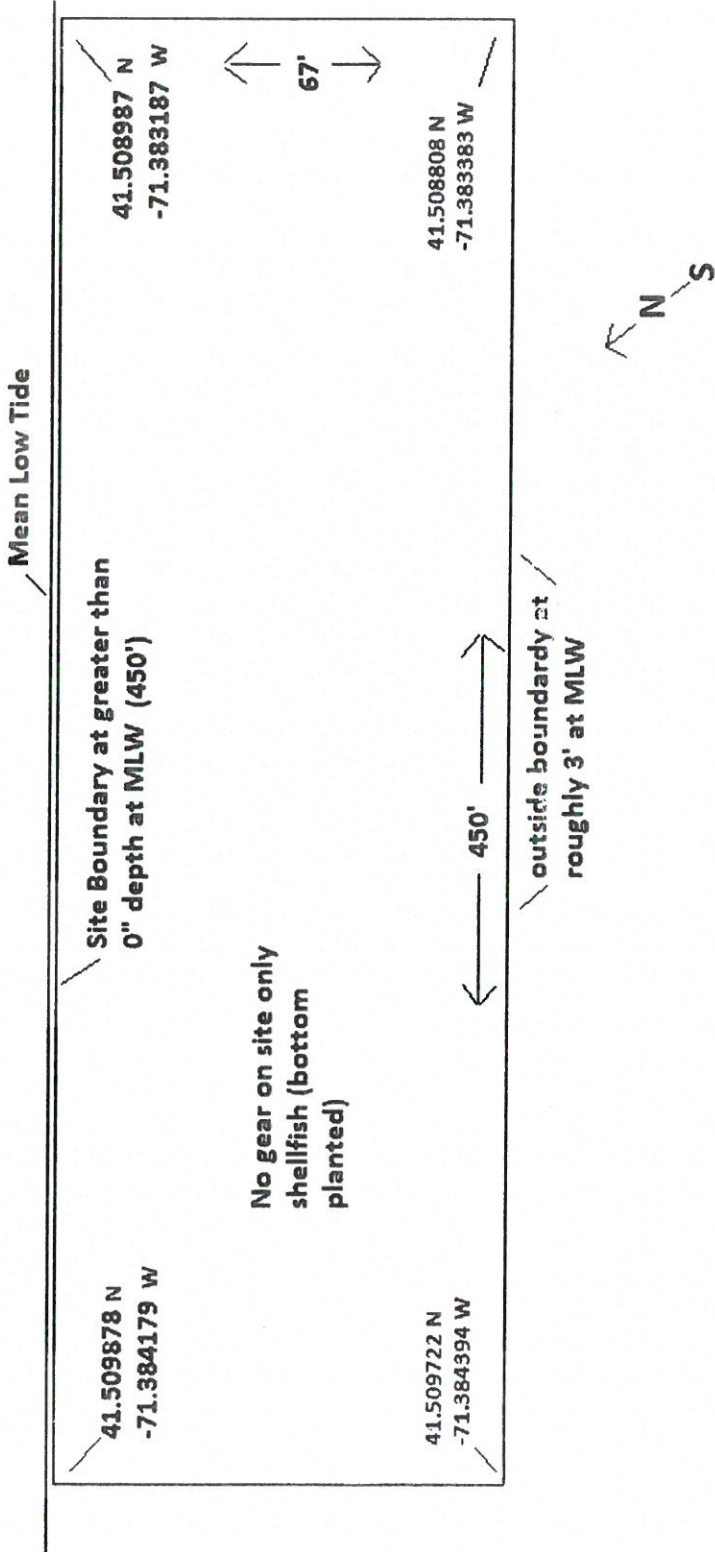 Mean Low Tide
Site Boundary at greater than
0" depth at MLW (450')
41.509878 N
-71.384179 W
41.508987 N
-71.383187 W
67'
No gear on site only
shellfish (bottom
planted)
41.509722 N
-71.384394 W
450'
41.508808 N
-71.383383 W
outside boundardy at
roughly 3' at MLW
N
S